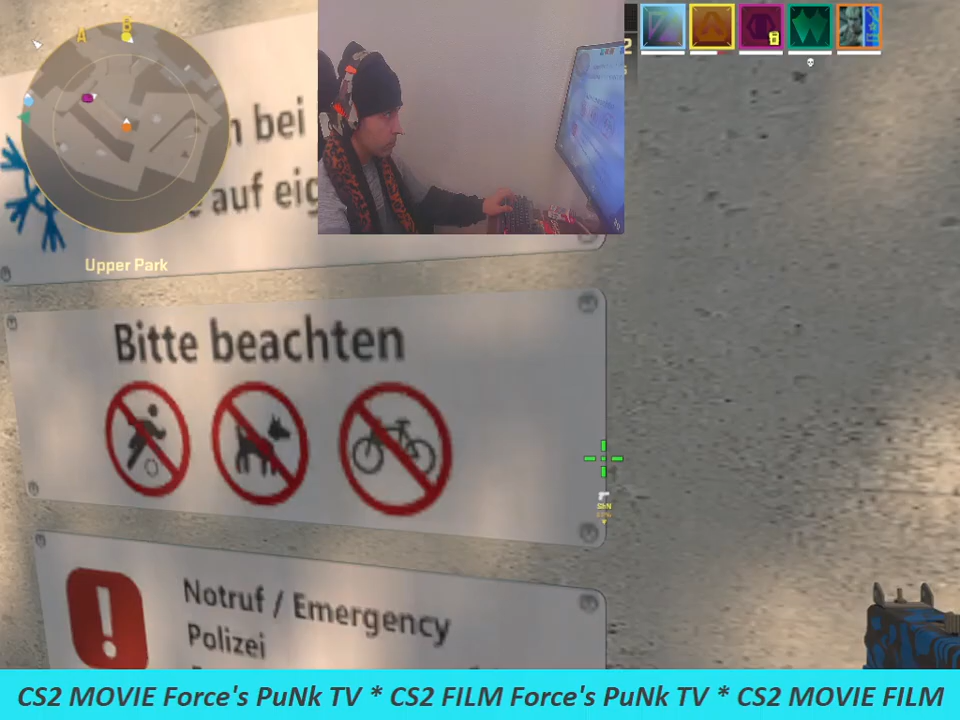 A B
n bei
auf eig
Upper Park
Bitte beachten
Notruf / Emergency
Polizei
CS2 MOVIE Force's PuNk TV * CS2 FILM Force's PuNk TV * CS2 MOVIE FILM